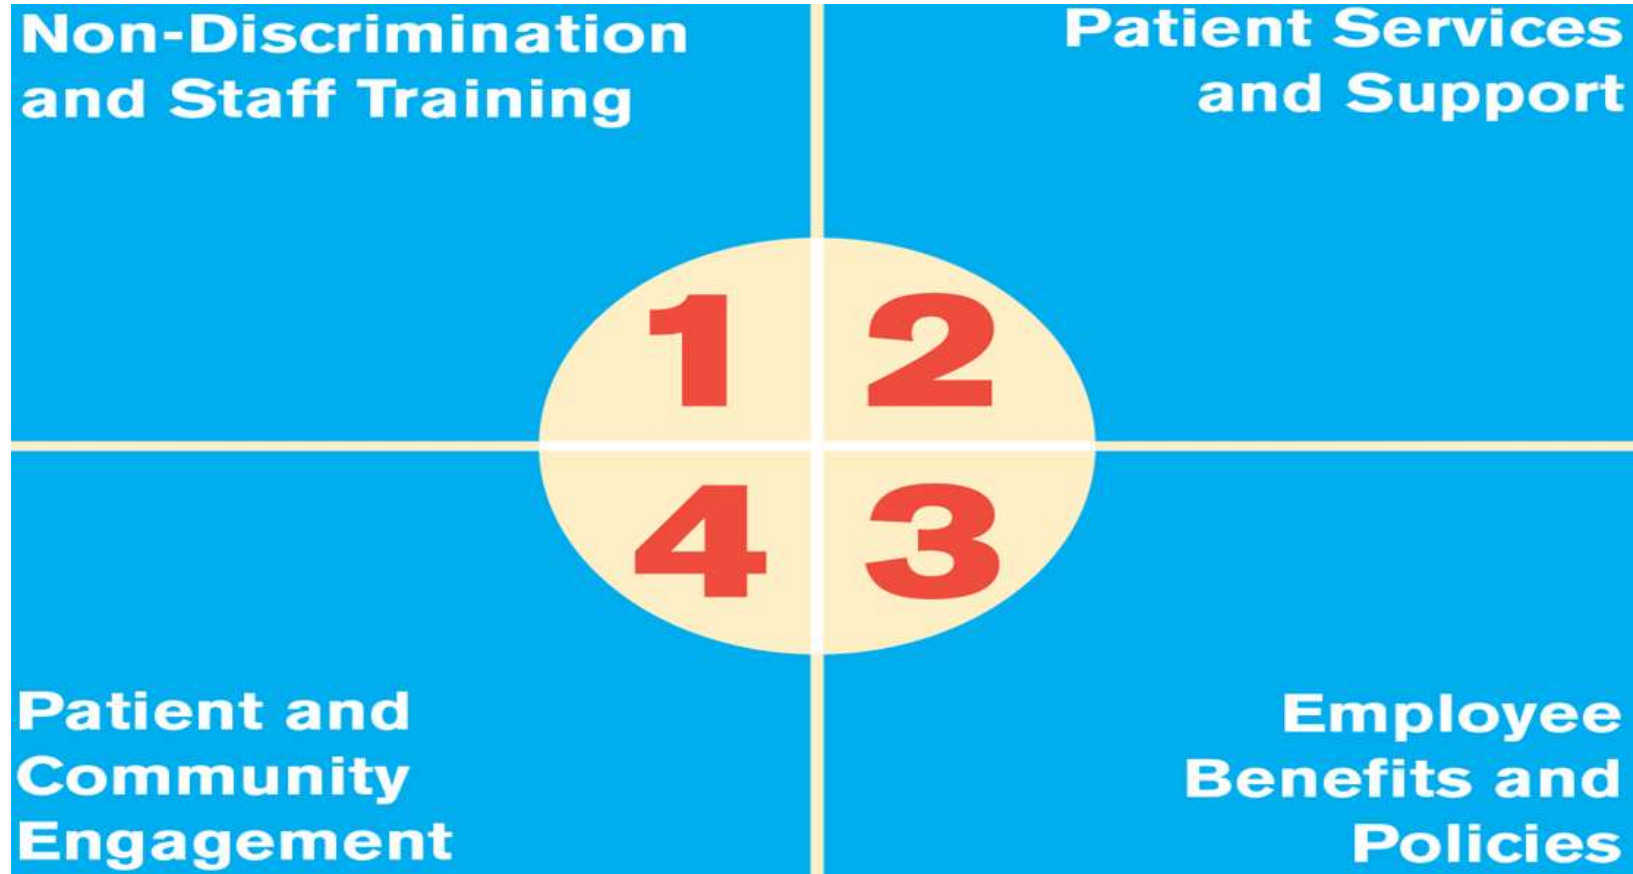 Non-Discrimination
and Staff Training
Patient Services
and Support
1 2
4 3
Patient and
Community
Engagement
Employee
Benefits and
Policies